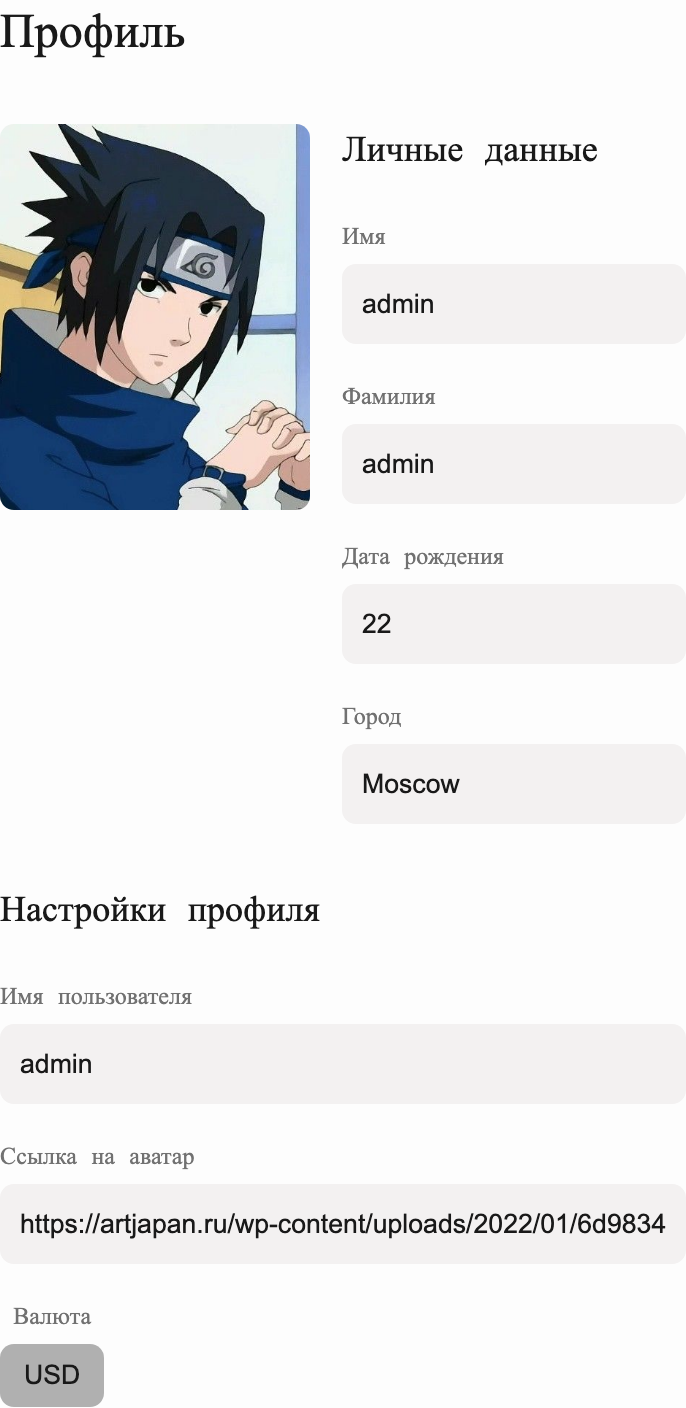 Профиль
Личные данные
Имя
admin
Фамилия
admin
Дата рождения
22
Город
Moscow
Настройки профиля
Имя пользователя
admin
Ссылка на аватар
https://artjapan.ru/wp-content/uploads/2022/01/6d9834
Валюта
USD